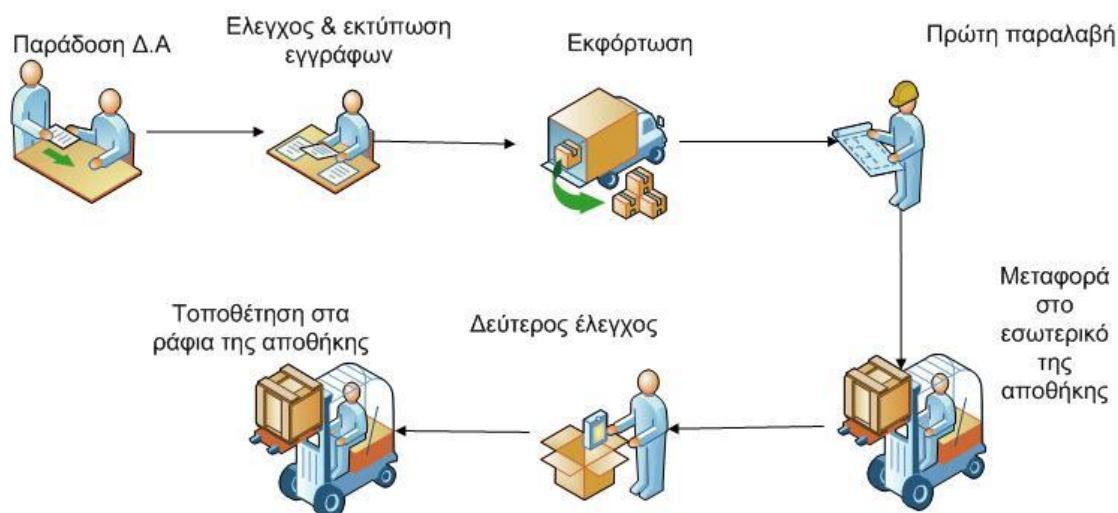 Παράδοση Δ.Α
Ελεγχος & εκτύπωση
εγγράφων
Εκφόρτωση
Πρώτη παραλαβή
Μεταφορά
στο
εσωτερικό
της
αποθήκης
Δεύτερος έλεγχος
Τοποθέτηση στα
ράφια της αποθήκης